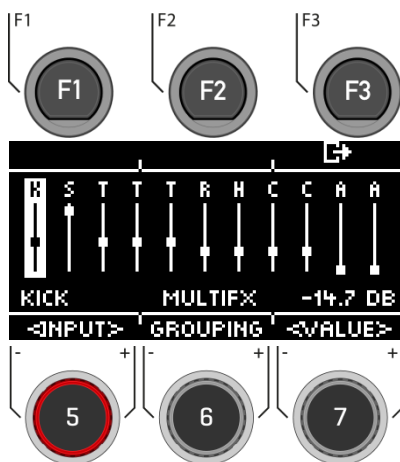 F1 F2 F3
F1 F2 F3
K S T T T R H C C A A
KICK MULTIFX -14.7 DB
<INPUT> GROUPING <VALUE>
- + - + - +
5 6 7